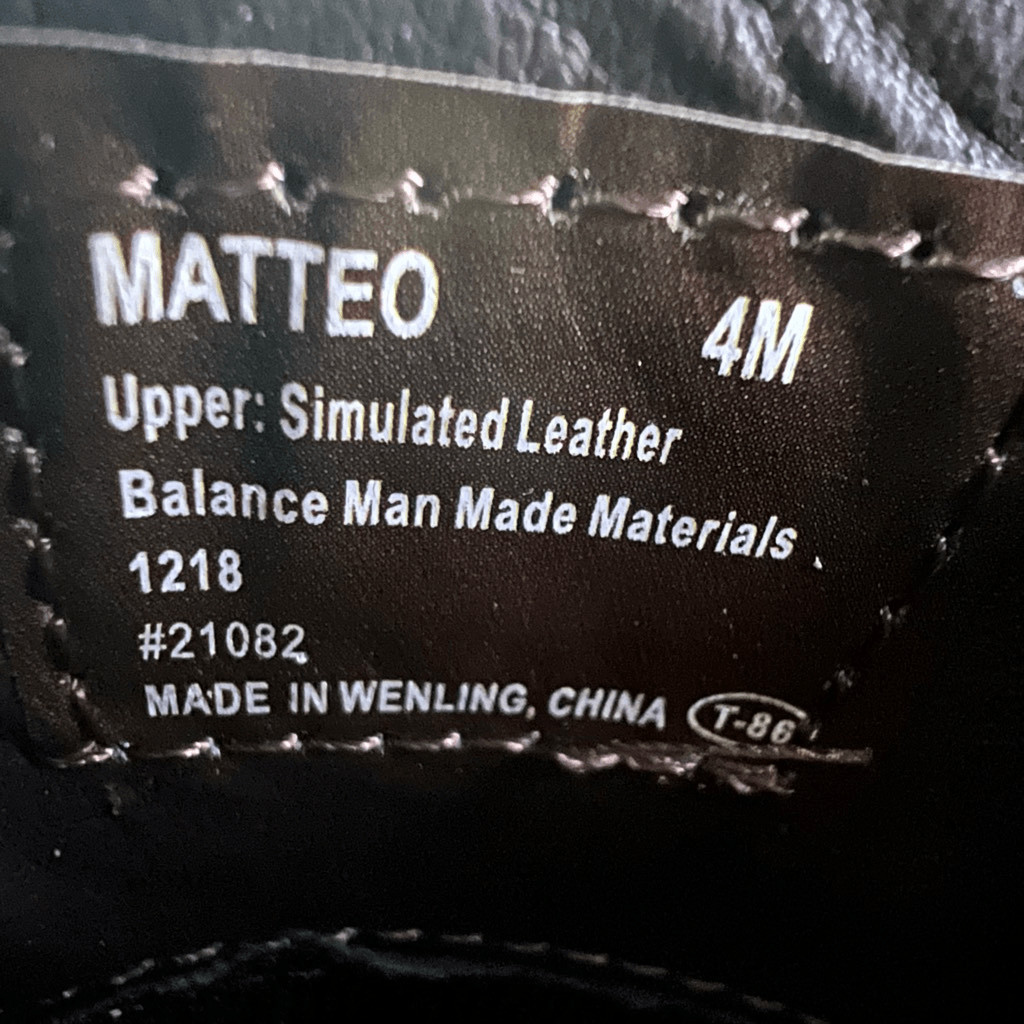 MATTEO 4M
Upper: Simulated Leather
Balance Man Made Materials
1218
#21082
MADE IN WENLING, CHINA T-86